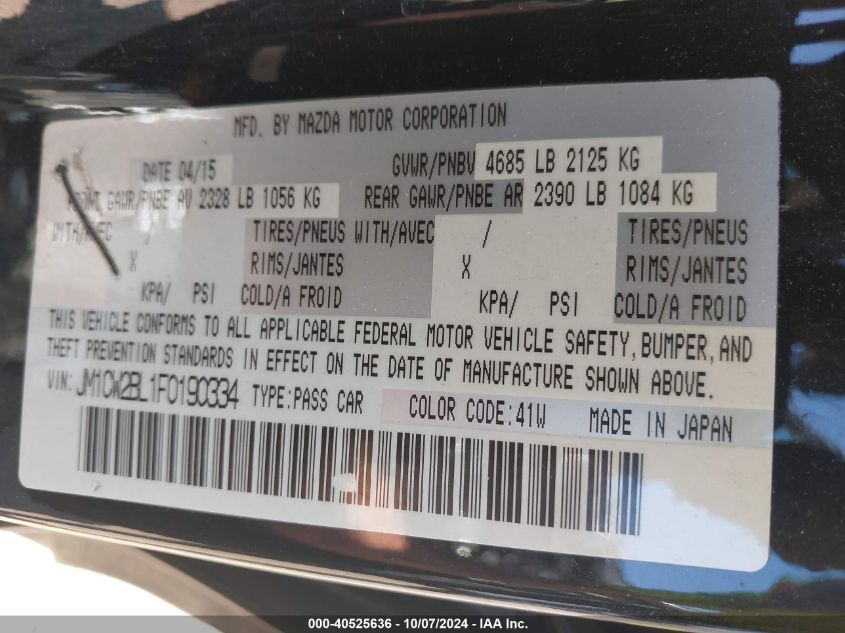 MFD. BY MAZDA MOTOR CORPORATION
DATE 04/15 GVWR/PNBV 4685 LB 2125 KG
FRONT GAWR/PNBE AV 2328 LB 1056 KG REAR GAWR/PNBE AR 2390 LB 1084 KG
WITH/AVEC / TIRES/PNEUS WITH/AVEC / TIRES/PNEUS
X RIMS/JANTES X RIMS/JANTES
KPA/ PSI COLD/A FROID KPA/ PSI COLD/A FROID
THIS VEHICLE CONFORMS TO ALL APPLICABLE FEDERAL MOTOR VEHICLE SAFETY, BUMPER, AND
THEFT PREVENTION STANDARDS IN EFFECT ON THE DATE OF MANUFACTURE SHOWN ABOVE.
VIN: JM1CW2BL1F0190334 TYPE:PASS CAR COLOR CODE:41W MADE IN JAPAN
000-40525636 - 10/07/2024 - IAA Inc.